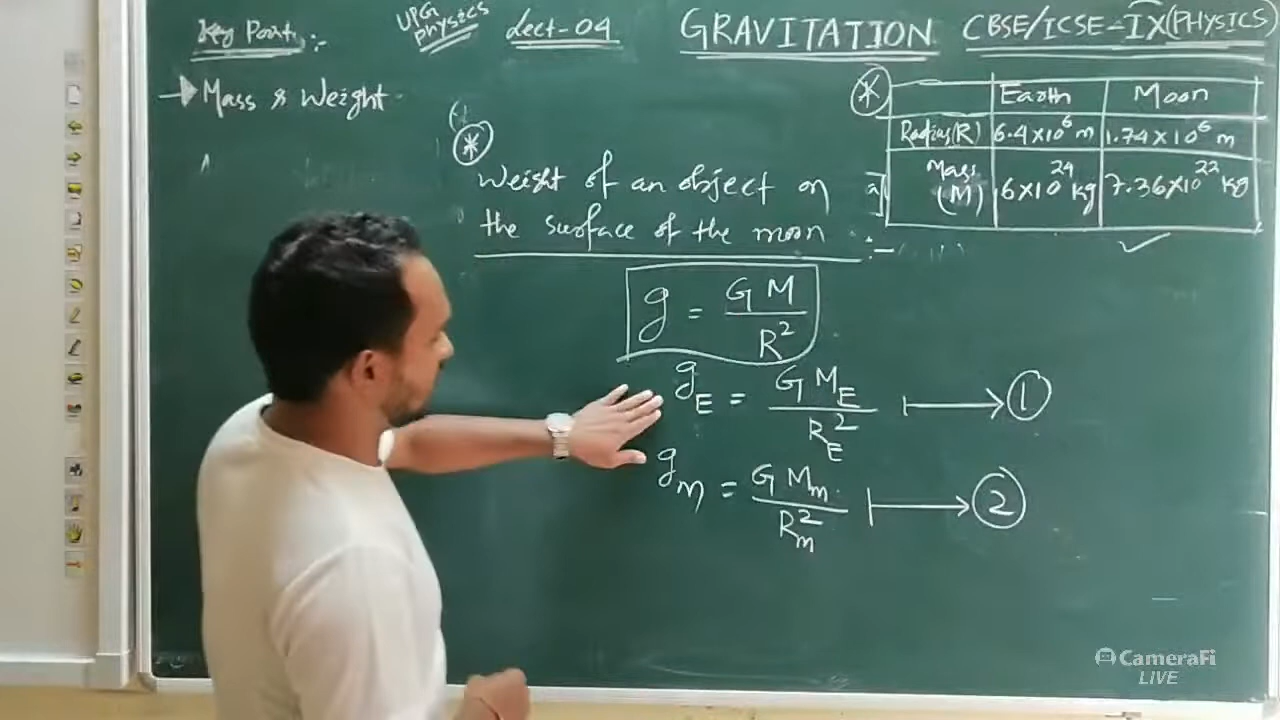 Key Point :-
UPG physics
Lect-04
GRAVITATION
CBSE/ICSE-IX(PHYSICS)
→ Mass & Weight
* Weight of an object on
the surface of the moon :-
g = GM/R²
g_E = G M_E / R_E² → ①
g_m = G M_m / R_m² → ②
* Earth Moon
Radius(R) 6.4×10⁶ m 1.74×10⁶ m
Mass (M) 6×10²⁴ kg 7.36×10²² kg
CameraFi
LIVE